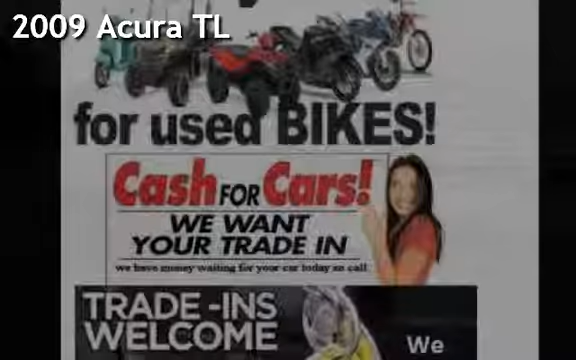 2009 Acura TL
for used BIKES!
Cash FOR Cars!
WE WANT
YOUR TRADE IN
we have money waiting for your car today so call
TRADE-INS
WELCOME
We